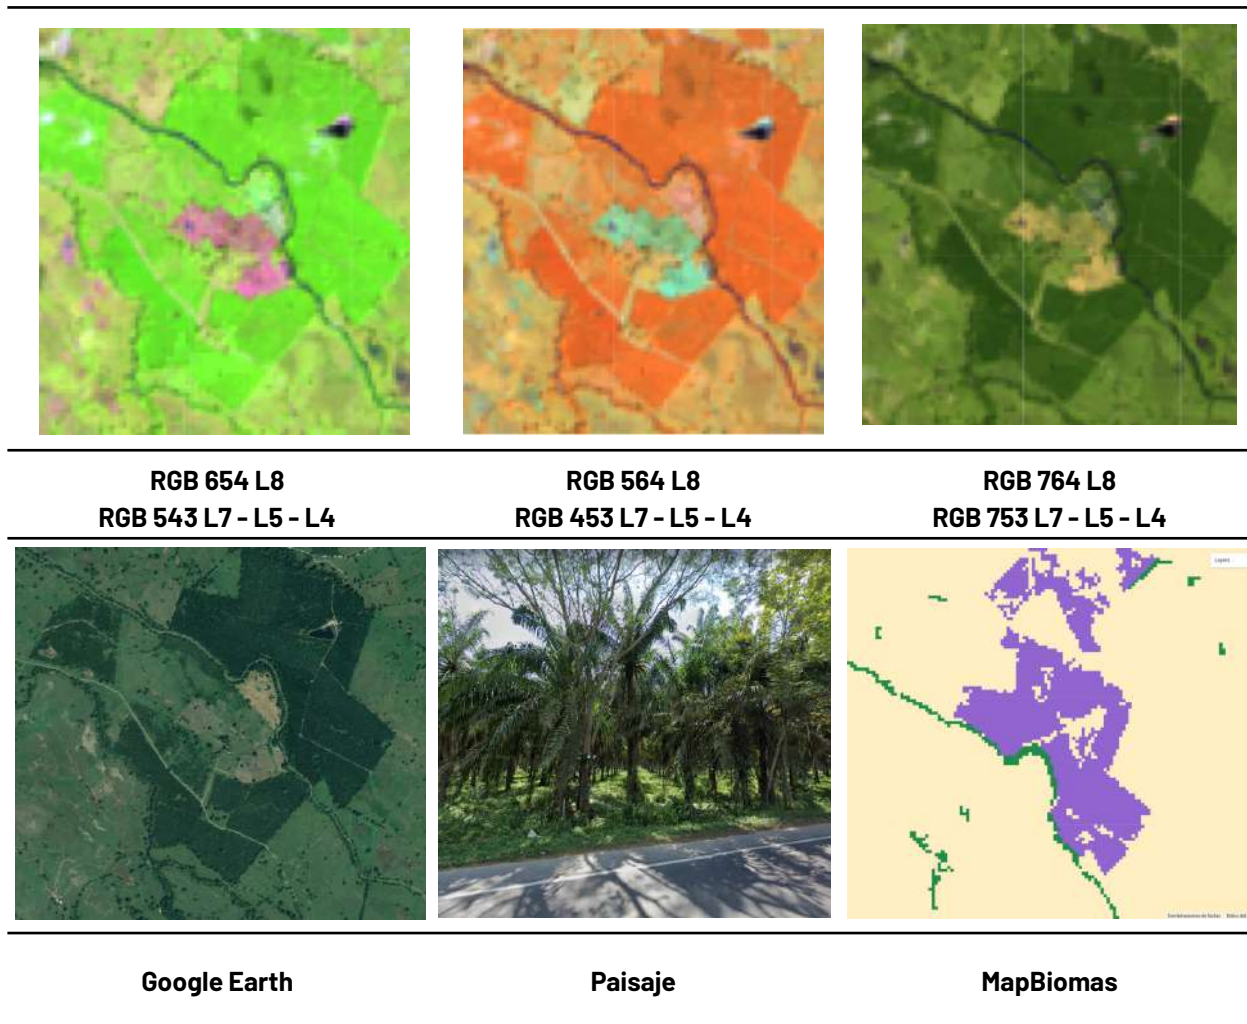 RGB 654 L8
RGB 543 L7 - L5 - L4
RGB 564 L8
RGB 453 L7 - L5 - L4
RGB 764 L8
RGB 753 L7 - L5 - L4
Layers
Google Earth
Paisaje
MapBiomas